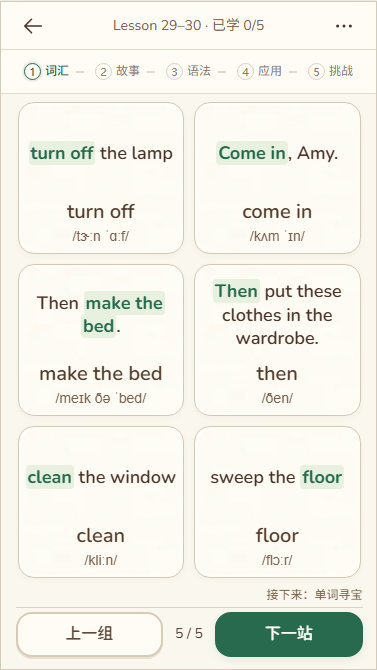 Lesson 29–30 · 已学 0/5
1 词汇 – 2 故事 – 3 语法 – 4 应用 – 5 挑战
turn off the lamp
turn off
/tɝːn ˈɑːf/
Come in, Amy.
come in
/kʌm ˈɪn/
Then make the
bed.
make the bed
/meɪk ðə ˈbed/
Then put these
clothes in the
wardrobe.
then
/ðen/
clean the window
clean
/kliːn/
sweep the floor
floor
/flɔːr/
接下来：单词寻宝
上一组
5 / 5
下一站